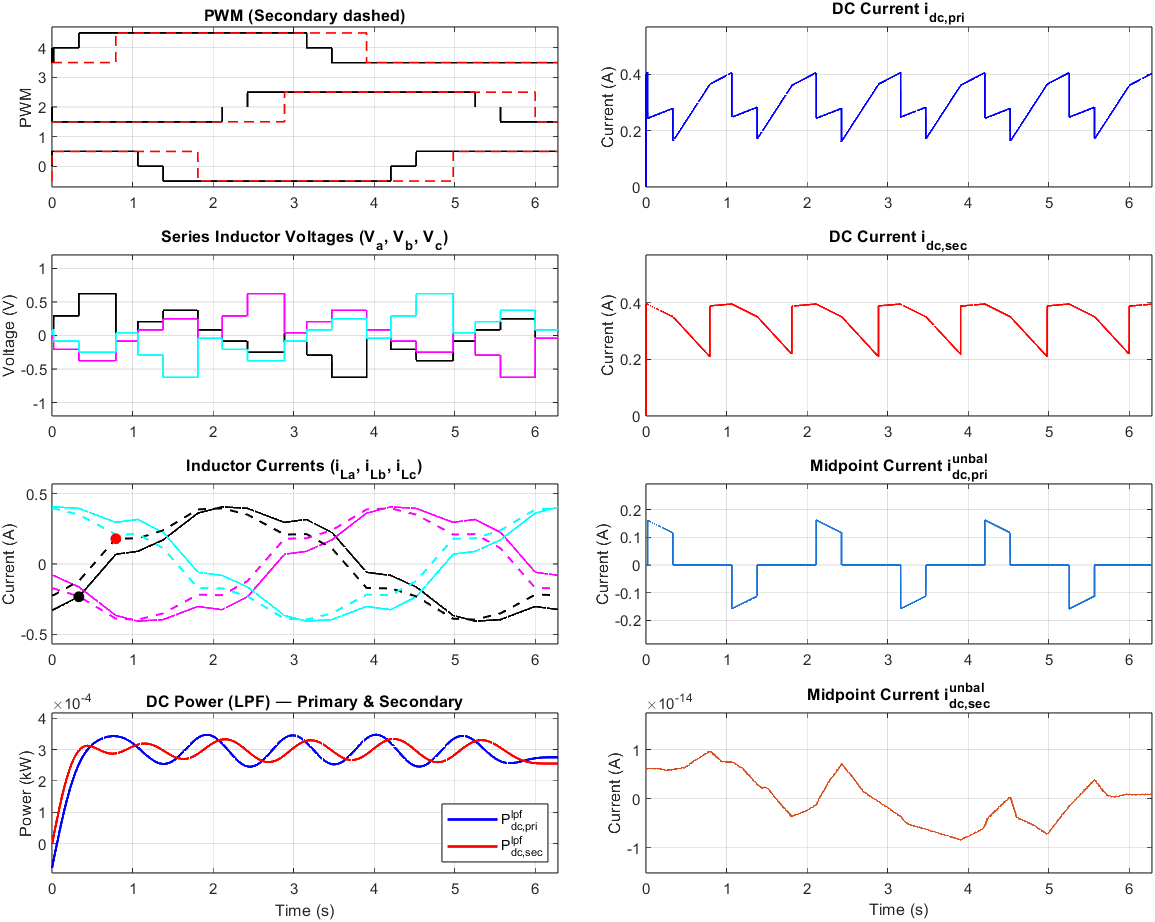 PWM (Secondary dashed)
PWM
4
3
2
1
0
0 1 2 3 4 5 6
DC Current i_dc,pri
Current (A)
0.4
0.2
0
0 1 2 3 4 5 6
Series Inductor Voltages (V_a, V_b, V_c)
Voltage (V)
1
0.5
0
-0.5
-1
0 1 2 3 4 5 6
DC Current i_dc,sec
Current (A)
0.4
0.2
0
0 1 2 3 4 5 6
Inductor Currents (i_La, i_Lb, i_Lc)
Current (A)
0.5
0
-0.5
0 1 2 3 4 5 6
Midpoint Current i^unbal_dc,pri
Current (A)
0.2
0.1
0
-0.1
-0.2
0 1 2 3 4 5 6
DC Power (LPF) — Primary & Secondary
×10^-4
Power (kW)
4
3
2
1
0
P^lpf_dc,pri
P^lpf_dc,sec
0 1 2 3 4 5 6
Time (s)
Midpoint Current i^unbal_dc,sec
×10^-14
Current (A)
1
0
-1
0 1 2 3 4 5 6
Time (s)